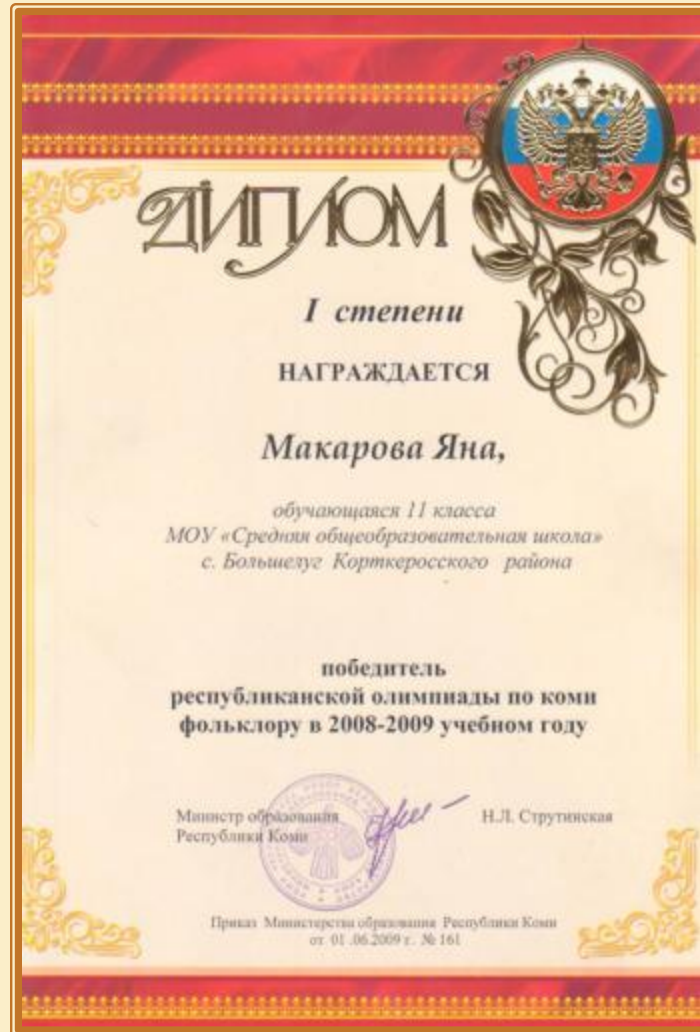 ДИПЛОМ
I степени
НАГРАЖДАЕТСЯ
Макарова Яна,
обучающаяся 11 класса
МОУ «Средняя общеобразовательная школа»
с. Большелуг Корткеросского района
победитель
республиканской олимпиады по коми
фольклору в 2008-2009 учебном году
Министр образования
Республики Коми
Н.Л. Струтинская
Приказ Министерства образования Республики Коми
от 01 .06.2009 г. № 161